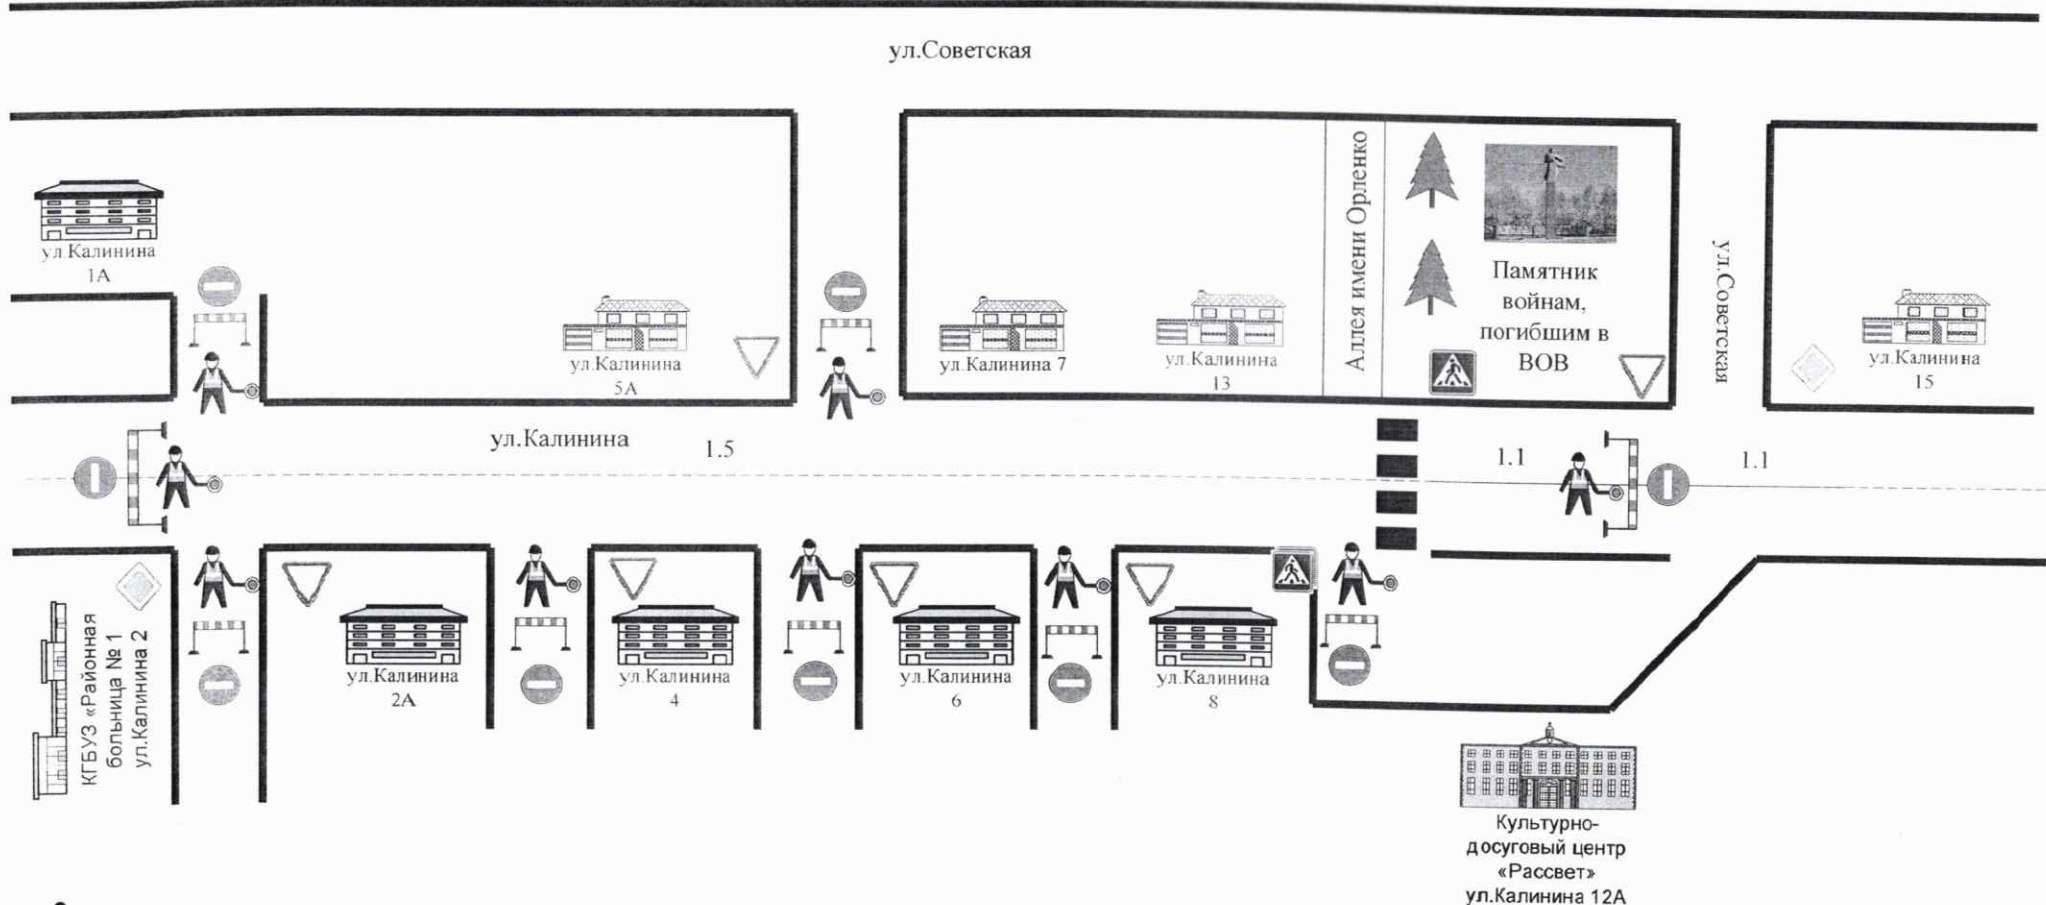 ул.Советская
ул.Калинина
1А
ул.Калинина
5А
ул.Калинина 7
ул.Калинина
13
Аллея имени Орленко
Памятник
войнам,
погибшим в
ВОВ
ул.Советская
ул.Калинина
15
ул.Калинина
1.5
1.1
1.1
КГБУЗ «Районная
больница № 1
ул.Калинина 2
ул.Калинина
2А
ул.Калинина
4
ул.Калинина
6
ул.Калинина
8
Культурно-
досуговый центр
«Рассвет»
ул.Калинина 12А